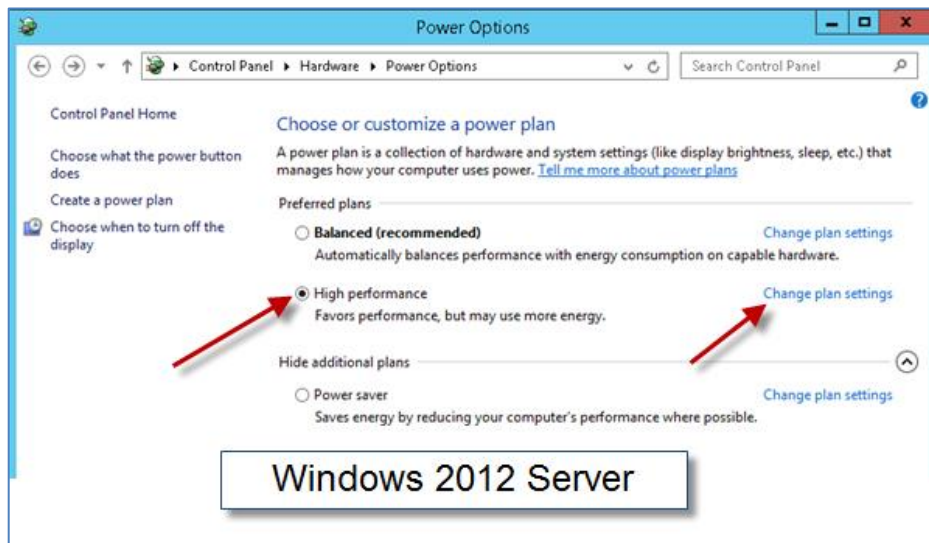 Power Options
Control Panel ▸ Hardware ▸ Power Options
Search Control Panel
Control Panel Home
Choose what the power button
does
Create a power plan
Choose when to turn off the
display
Choose or customize a power plan
A power plan is a collection of hardware and system settings (like display brightness, sleep, etc.) that
manages how your computer uses power. Tell me more about power plans
Preferred plans
Balanced (recommended) Change plan settings
Automatically balances performance with energy consumption on capable hardware.
High performance Change plan settings
Favors performance, but may use more energy.
Hide additional plans
Power saver Change plan settings
Saves energy by reducing your computer's performance where possible.
Windows 2012 Server